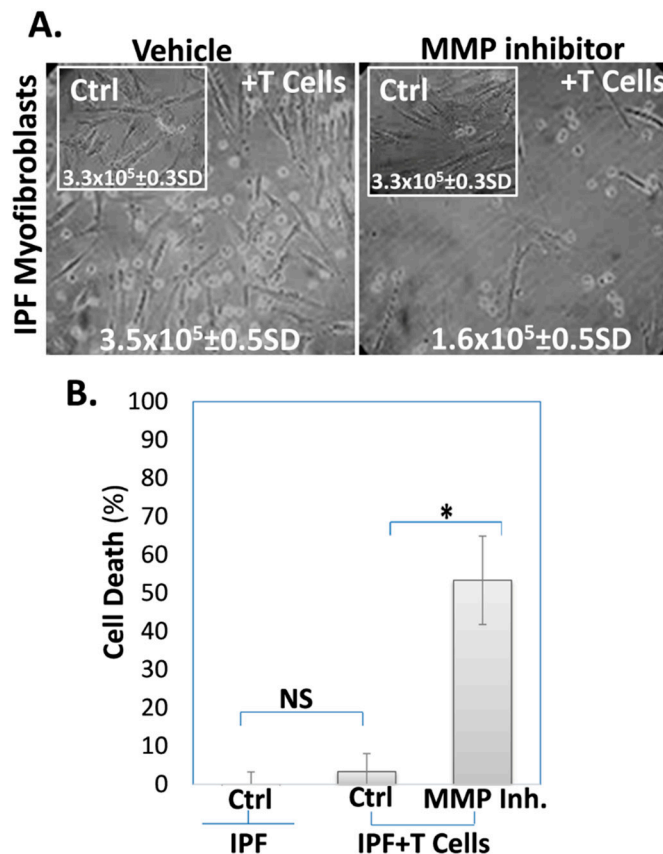 A.
Vehicle
MMP inhibitor
Ctrl
+T Cells
3.3x10⁵±0.3SD
3.5x10⁵±0.5SD
Ctrl
+T Cells
3.3x10⁵±0.3SD
1.6x10⁵±0.5SD
IPF Myofibroblasts
B.
Cell Death (%)
100
90
80
70
60
50
40
30
20
10
0
NS
*
Ctrl
Ctrl
MMP Inh.
IPF
IPF+T Cells